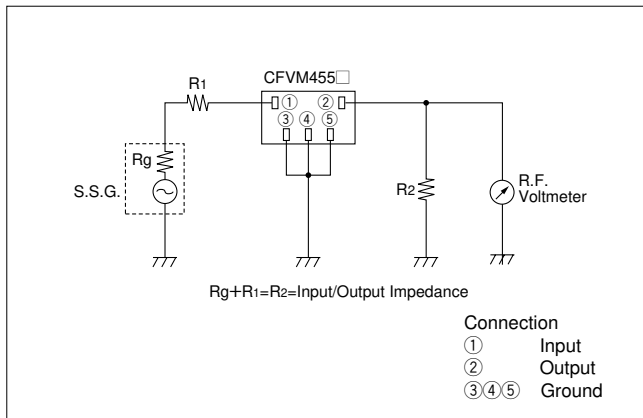 CFVM455□
R1
① ②
③ ④ ⑤
Rg
S.S.G.
R2
R.F.
Voltmeter
Rg+R1=R2=Input/Output Impedance
Connection
① Input
② Output
③④⑤ Ground